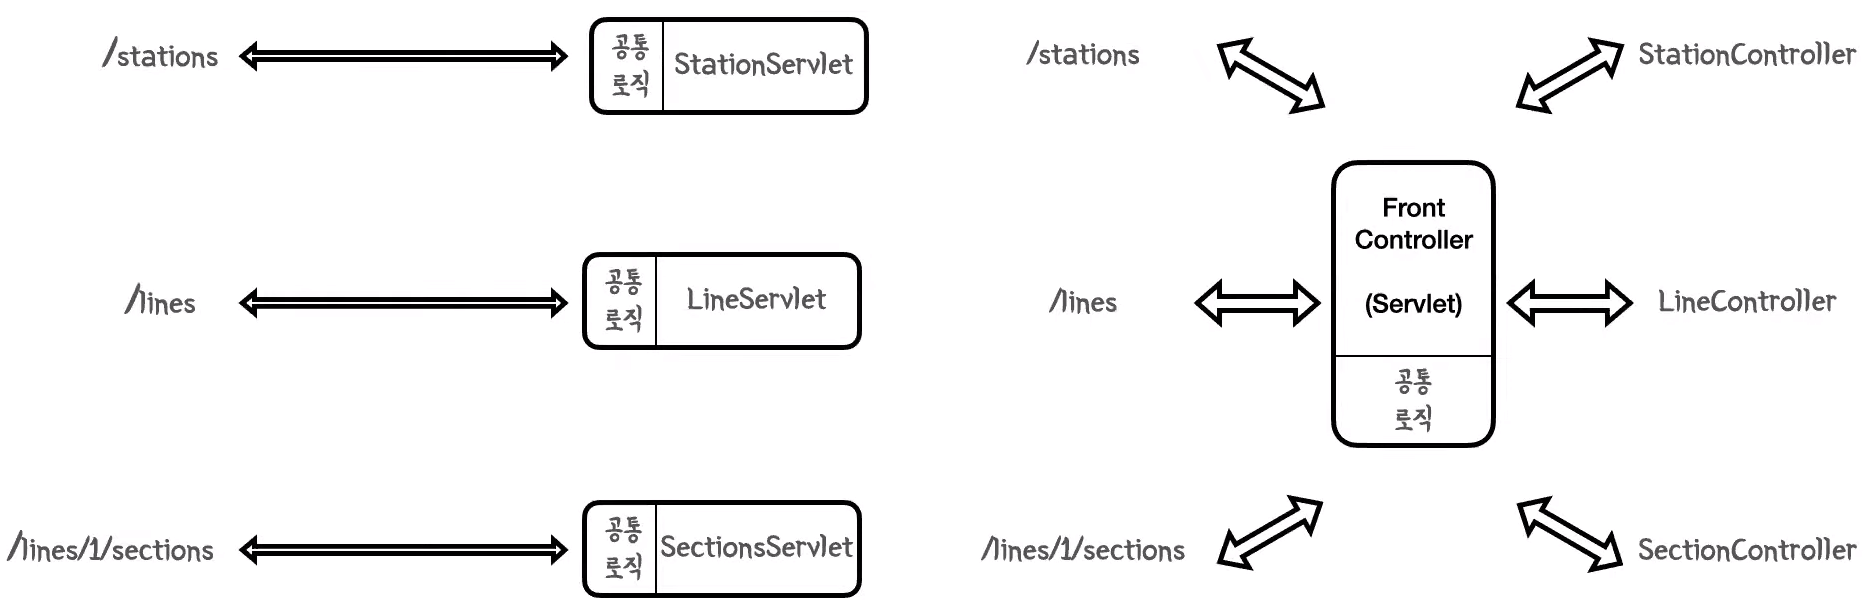 /stations
공통
로직
StationServlet
/lines
공통
로직
LineServlet
/lines/1/sections
공통
로직
SectionsServlet
/stations
StationController
Front
Controller
(Servlet)
/lines
LineController
공통
로직
/lines/1/sections
SectionController